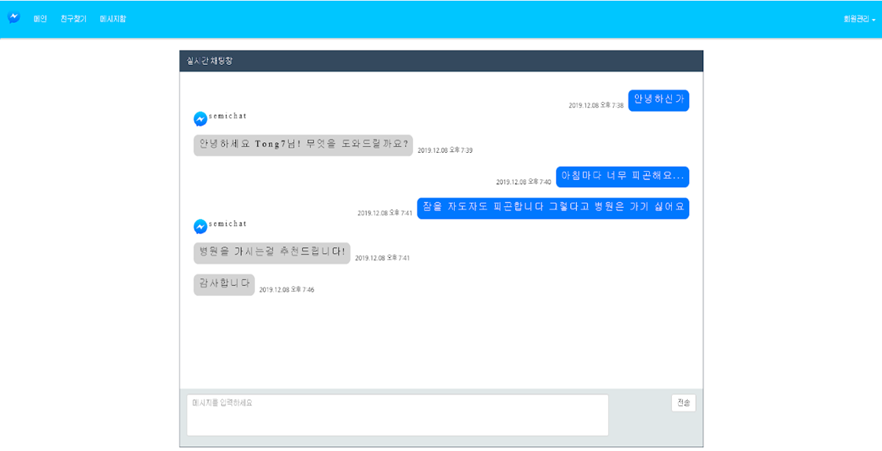 메인 친구찾기 메시지함 회원관리
실시간 채팅창
2019.12.08 오후 7:38 안녕하신가
semichat
안녕하세요 Tong7님! 무엇을 도와드릴까요? 2019.12.08 오후 7:39
2019.12.08 오후 7:40 아침마다 너무 피곤해요...
2019.12.08 오후 7:41 잠을 자도자도 피곤합니다 그렇다고 병원은 가기 싫어요
semichat
병원을 가시는걸 추천드립니다! 2019.12.08 오후 7:41
감사합니다 2019.12.08 오후 7:46
메시지를 입력하세요 전송